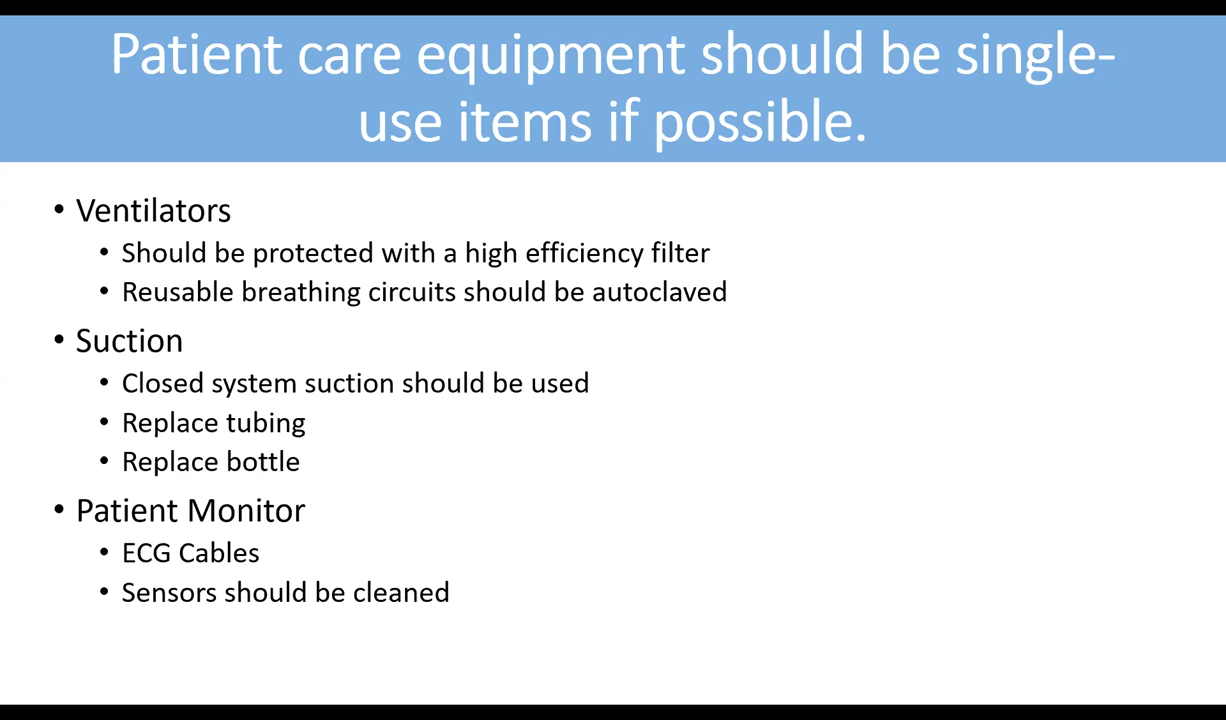 Patient care equipment should be single-
use items if possible.
• Ventilators
• Should be protected with a high efficiency filter
• Reusable breathing circuits should be autoclaved
• Suction
• Closed system suction should be used
• Replace tubing
• Replace bottle
• Patient Monitor
• ECG Cables
• Sensors should be cleaned